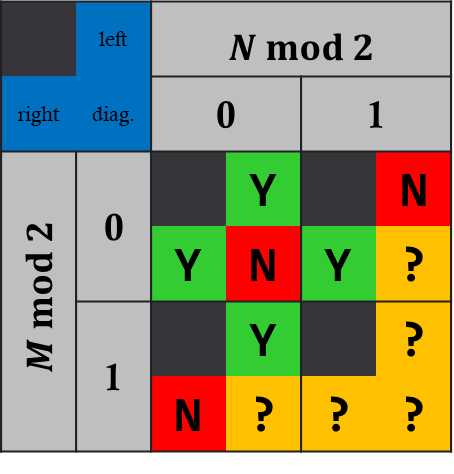 left
N mod 2
right diag.
0 1
Y N
0
Y N Y ?
M mod 2
Y ?
1
N ? ? ?